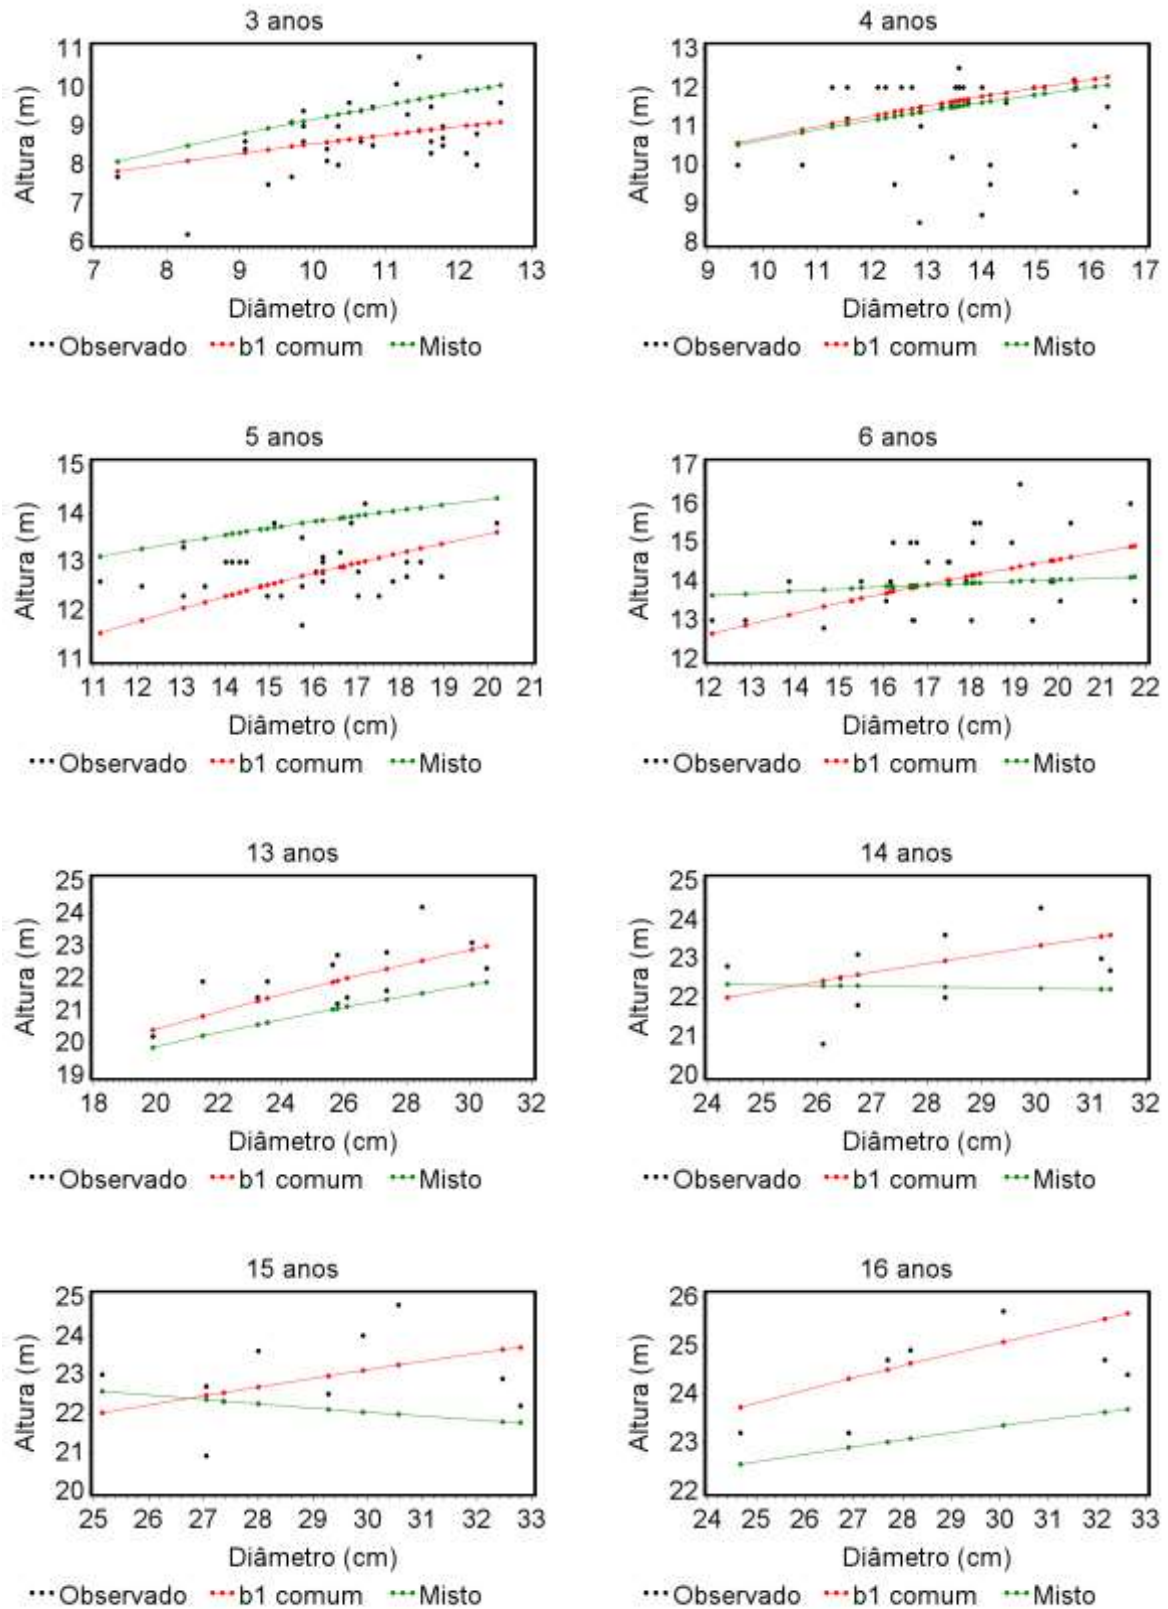 3 anos
Altura (m)
11
10
9
8
7
6
7 8 9 10 11 12 13
Diâmetro (cm)
Observado b1 comum Misto
4 anos
Altura (m)
13
12
11
10
9
8
9 10 11 12 13 14 15 16 17
Diâmetro (cm)
Observado b1 comum Misto
5 anos
Altura (m)
15
14
13
12
11
11 12 13 14 15 16 17 18 19 20 21
Diâmetro (cm)
Observado b1 comum Misto
6 anos
Altura (m)
17
16
15
14
13
12
12 13 14 15 16 17 18 19 20 21 22
Diâmetro (cm)
Observado b1 comum Misto
13 anos
Altura (m)
25
24
23
22
21
20
19
18 20 22 24 26 28 30 32
Diâmetro (cm)
Observado b1 comum Misto
14 anos
Altura (m)
25
24
23
22
21
20
24 25 26 27 28 29 30 31 32
Diâmetro (cm)
Observado b1 comum Misto
15 anos
Altura (m)
25
24
23
22
21
20
25 26 27 28 29 30 31 32 33
Diâmetro (cm)
Observado b1 comum Misto
16 anos
Altura (m)
26
25
24
23
22
24 25 26 27 28 29 30 31 32 33
Diâmetro (cm)
Observado b1 comum Misto